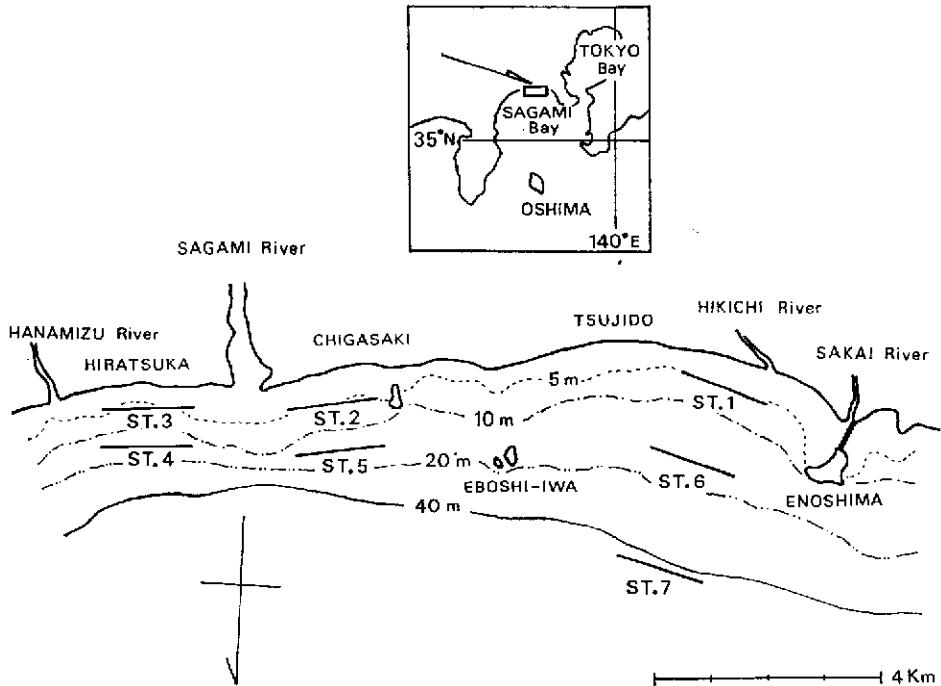 TOKYO
Bay
SAGAMI
Bay
35°N
OSHIMA
140°E
SAGAMI River
HIKICHI River
TSUJIDO
HANAMIZU River
CHIGASAKI
SAKAI River
HIRATSUKA
5 m
ST.3
ST.2
10 m
ST.1
ST.4
ST.5
20 m
ST.6
EBOSHI-IWA
ENOSHIMA
40 m
ST.7
4 Km